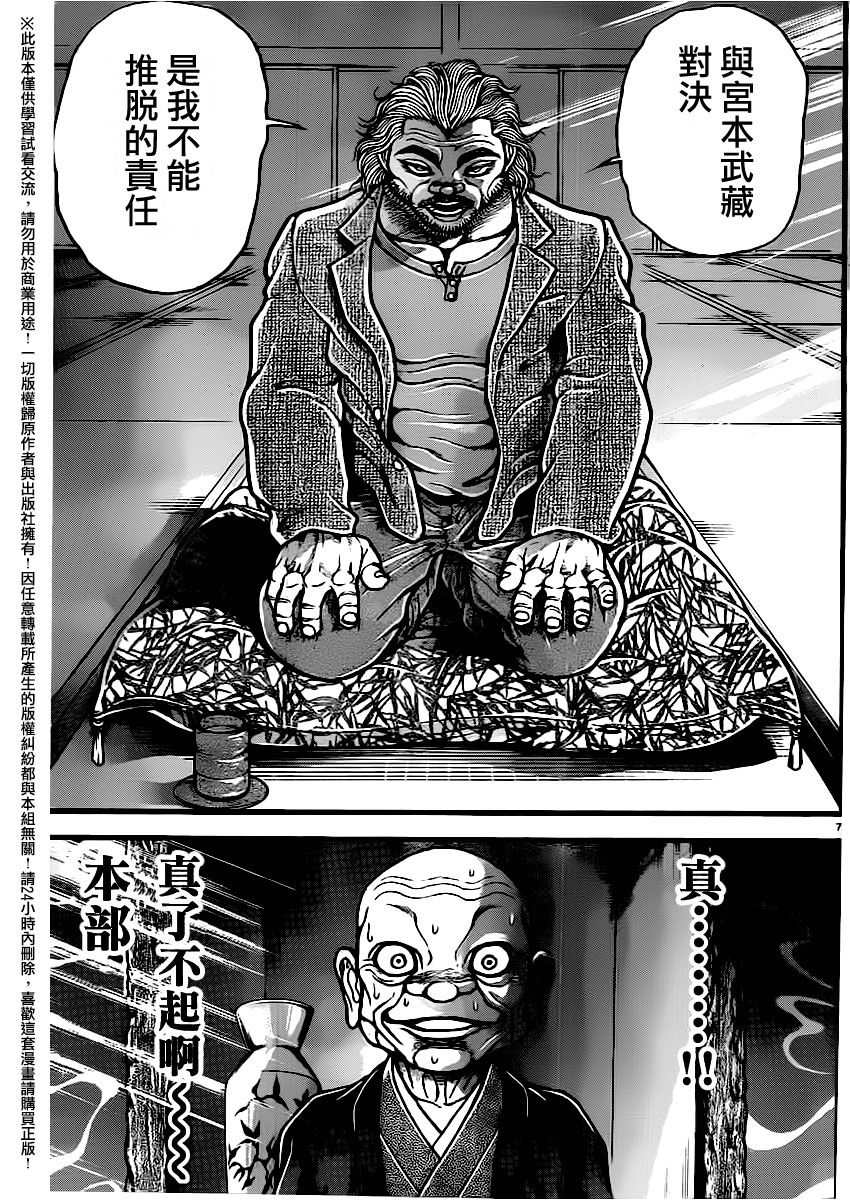 與宮本武藏
對決
是我不能
推脱的責任
7
真…………!!
真了不起啊～～～
本部
※此版本僅供學習試看交流，請勿用於商業用途！一切版權歸原作者與出版社擁有！因任意轉載所產生的版權糾紛都與本組無關！請24小時內刪除，喜歡這套漫畫請購買正版！